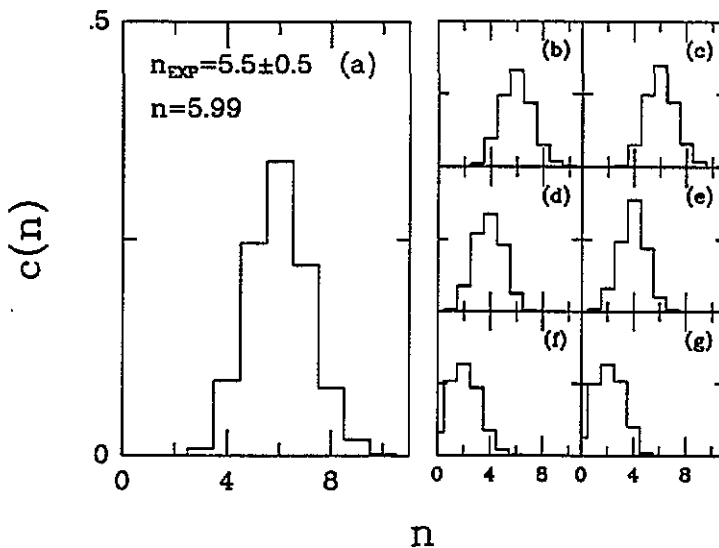 .5
n_EXP=5.5±0.5 (a)
n=5.99
c(n)
0
0 4 8
(b) (c)
(d) (e)
(f) (g)
0 4 8 0 4 8
n